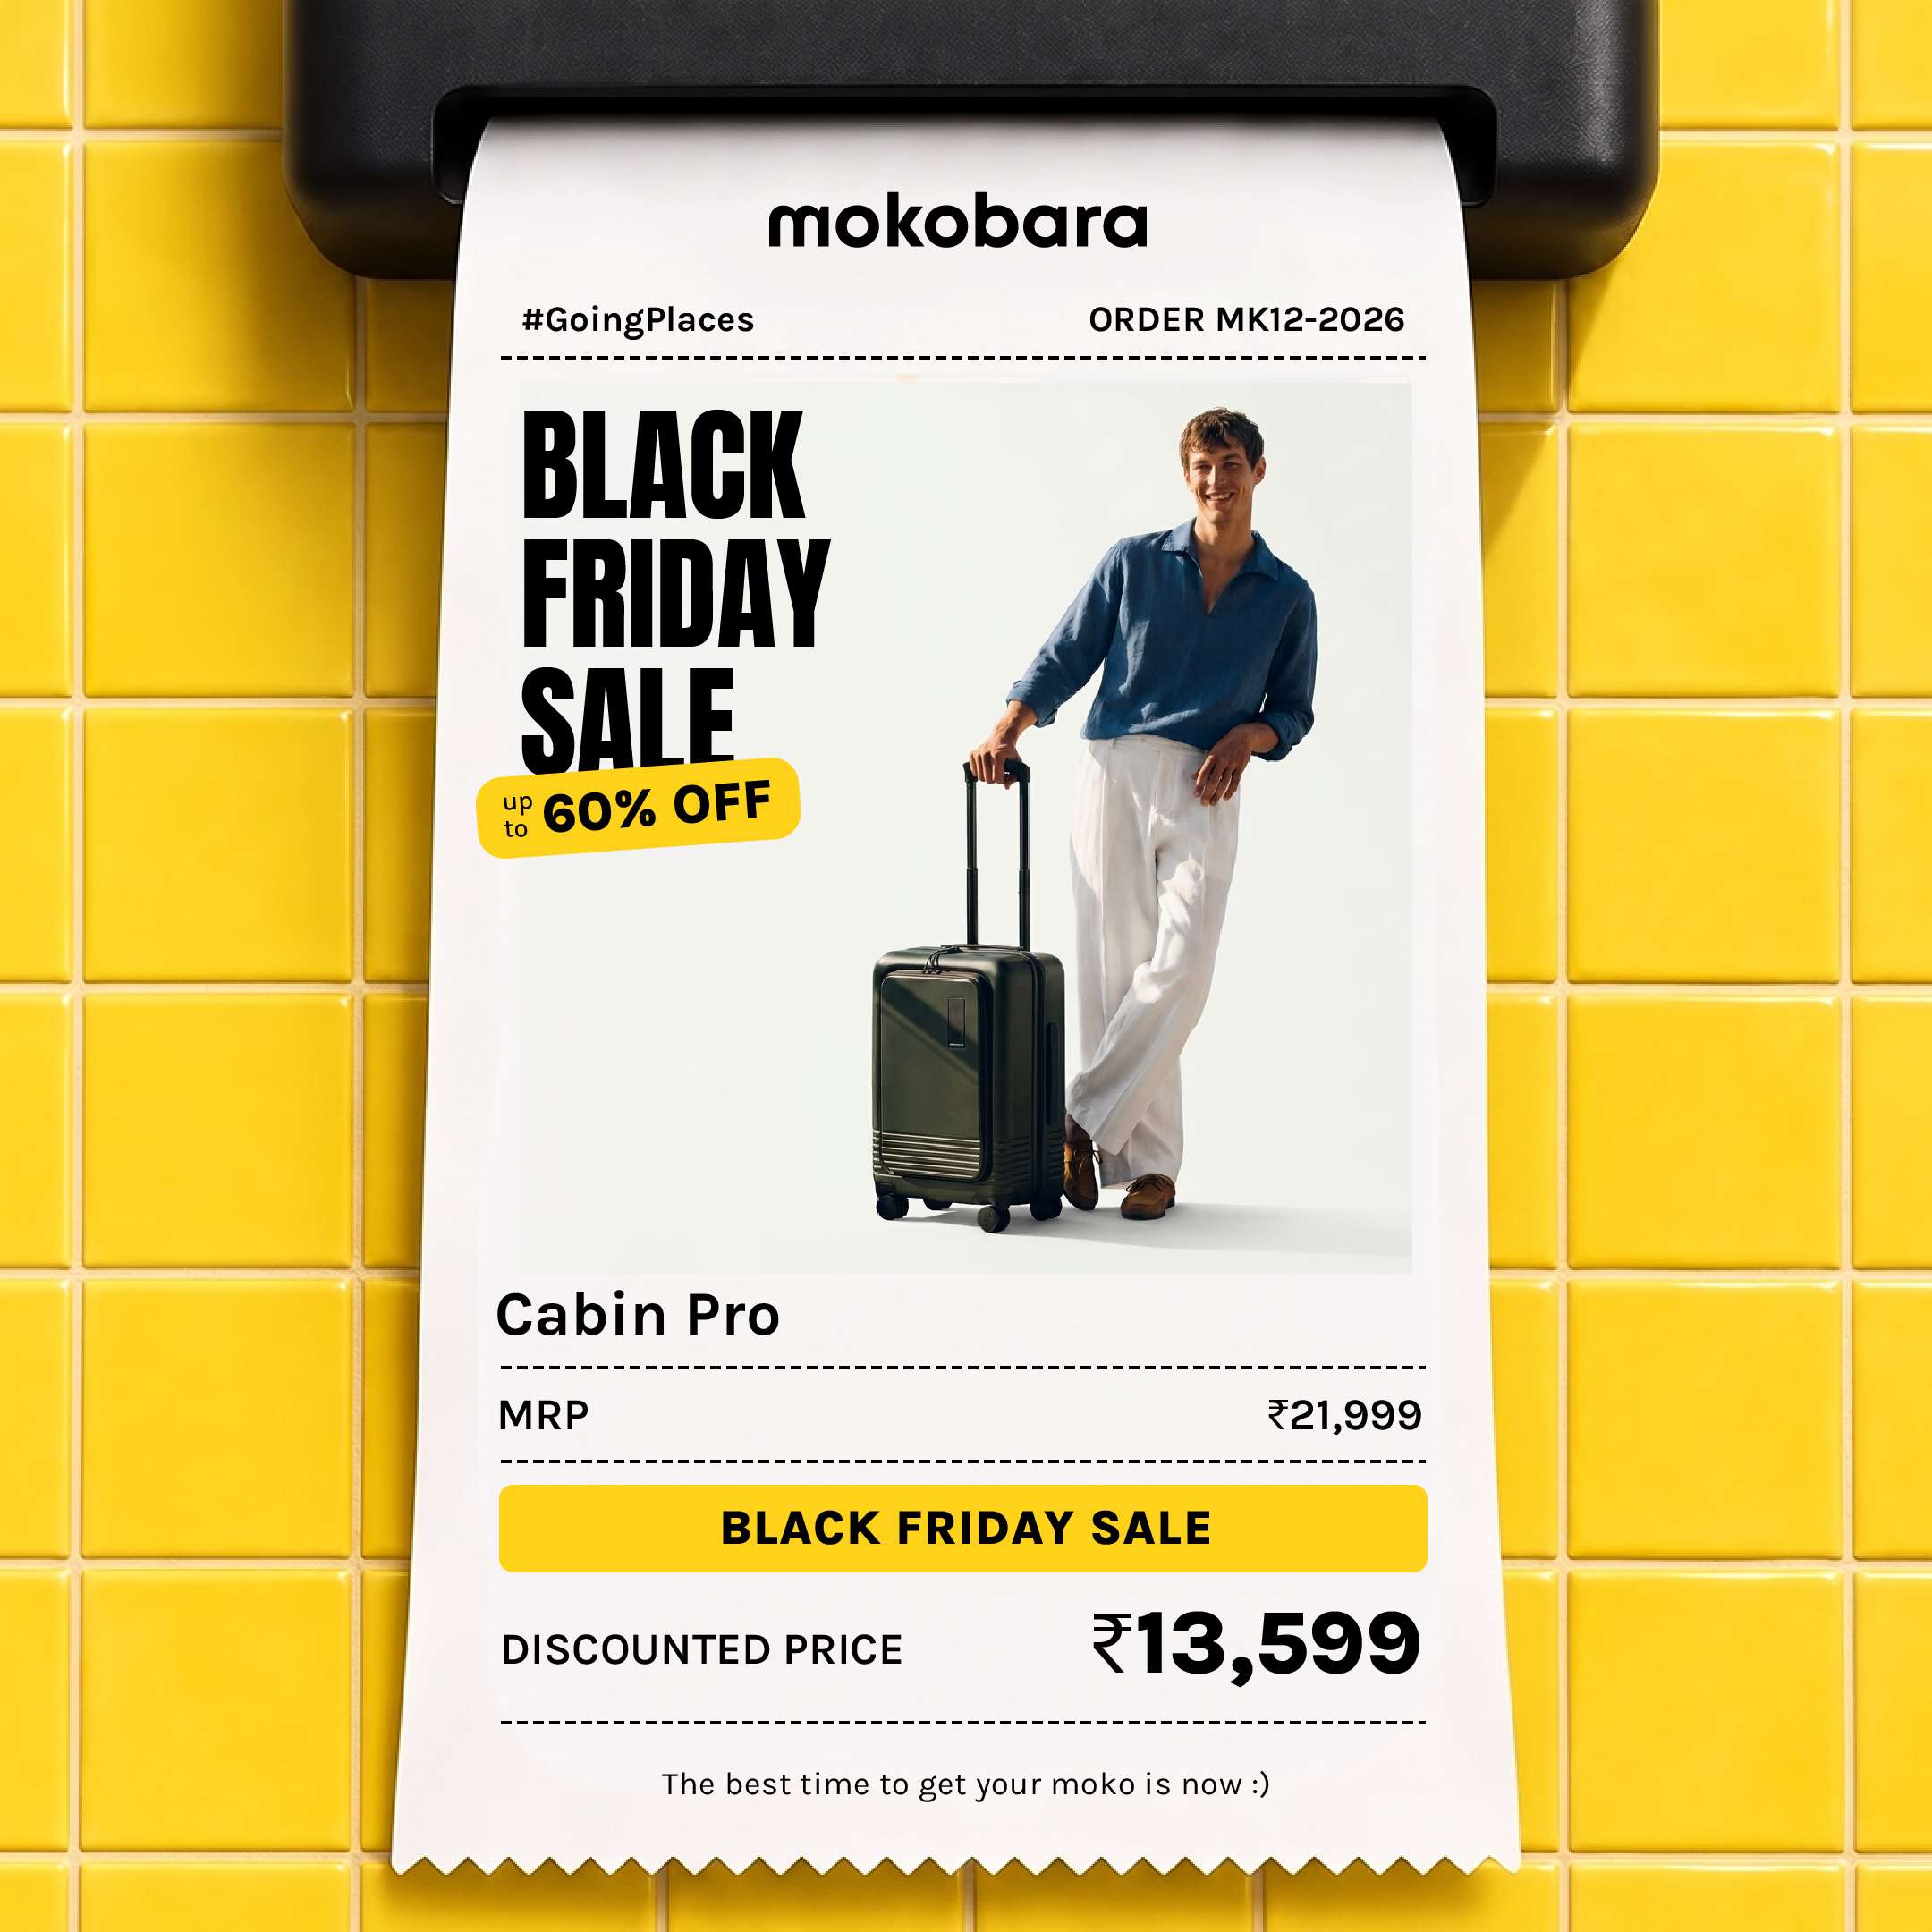 mokobara
#GoingPlaces ORDER MK12-2026
BLACK
FRIDAY
SALE
up to 60% OFF
Cabin Pro
MRP ₹21,999
BLACK FRIDAY SALE
DISCOUNTED PRICE ₹13,599
The best time to get your moko is now :)